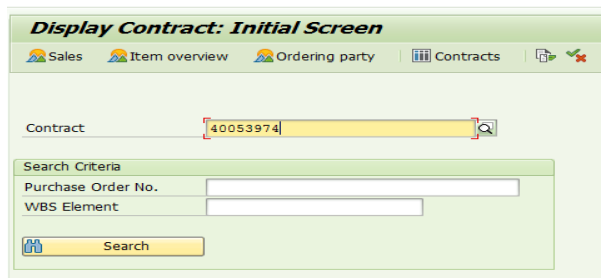 Display Contract: Initial Screen
Sales Item overview Ordering party Contracts
Contract 40053974
Search Criteria
Purchase Order No.
WBS Element
Search